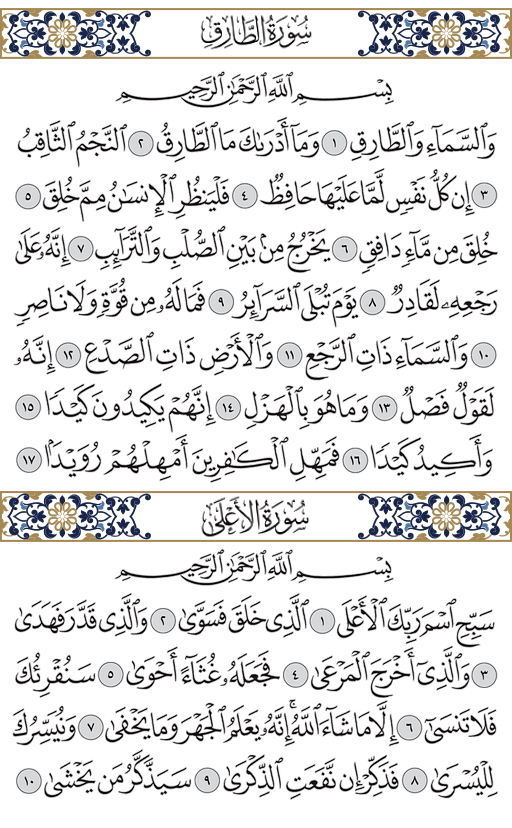 سُورَةُ الطَّارِقِ
بِسْمِ اللَّهِ الرَّحْمَٰنِ الرَّحِيمِ
وَالسَّمَاءِ وَالطَّارِقِ ١ وَمَا أَدْرَىٰكَ مَا الطَّارِقُ ٢ النَّجْمُ الثَّاقِبُ
٣ إِن كُلُّ نَفْسٍ لَّمَّا عَلَيْهَا حَافِظٌ ٤ فَلْيَنظُرِ الْإِنسَٰنُ مِمَّ خُلِقَ ٥
خُلِقَ مِن مَّاءٍ دَافِقٍ ٦ يَخْرُجُ مِنۢ بَيْنِ الصُّلْبِ وَالتَّرَائِبِ ٧ إِنَّهُۥ عَلَىٰ
رَجْعِهِۦ لَقَادِرٌ ٨ يَوْمَ تُبْلَى السَّرَائِرُ ٩ فَمَا لَهُۥ مِن قُوَّةٍ وَلَا نَاصِرٍ
١٠ وَالسَّمَاءِ ذَاتِ الرَّجْعِ ١١ وَالْأَرْضِ ذَاتِ الصَّدْعِ ١٢ إِنَّهُۥ
لَقَوْلٌ فَصْلٌ ١٣ وَمَا هُوَ بِالْهَزْلِ ١٤ إِنَّهُمْ يَكِيدُونَ كَيْدًا ١٥
وَأَكِيدُ كَيْدًا ١٦ فَمَهِّلِ الْكَٰفِرِينَ أَمْهِلْهُمْ رُوَيْدًۢا ١٧
سُورَةُ الْأَعْلَىٰ
بِسْمِ اللَّهِ الرَّحْمَٰنِ الرَّحِيمِ
سَبِّحِ اسْمَ رَبِّكَ الْأَعْلَى ١ الَّذِى خَلَقَ فَسَوَّىٰ ٢ وَالَّذِى قَدَّرَ فَهَدَىٰ
٣ وَالَّذِى أَخْرَجَ الْمَرْعَىٰ ٤ فَجَعَلَهُۥ غُثَاءً أَحْوَىٰ ٥ سَنُقْرِئُكَ
فَلَا تَنسَىٰ ٦ إِلَّا مَا شَاءَ اللَّهُ ۚ إِنَّهُۥ يَعْلَمُ الْجَهْرَ وَمَا يَخْفَىٰ ٧ وَنُيَسِّرُكَ
لِلْيُسْرَىٰ ٨ فَذَكِّرْ إِن نَّفَعَتِ الذِّكْرَىٰ ٩ سَيَذَّكَّرُ مَن يَخْشَىٰ ١٠